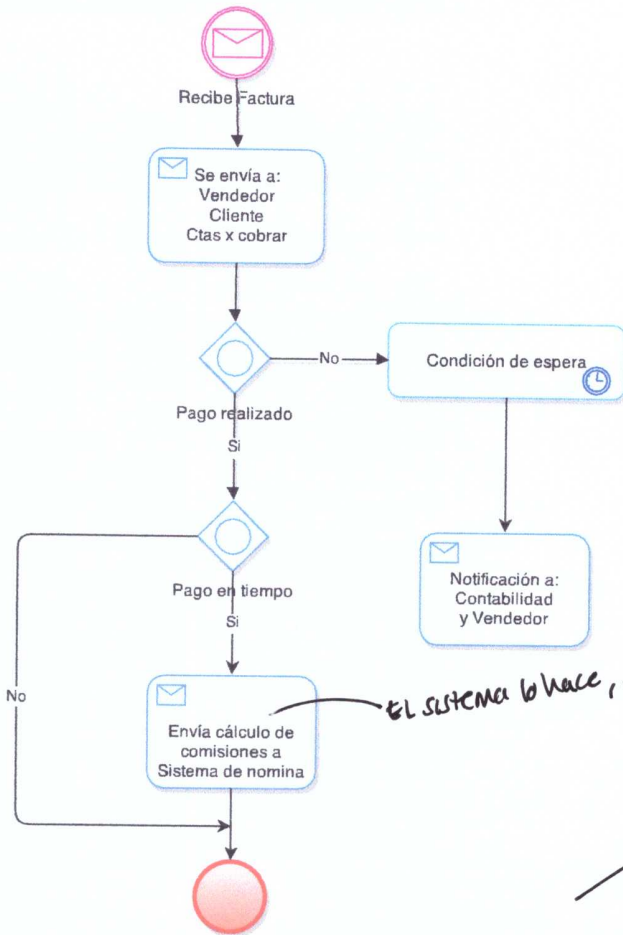 Recibe Factura
Se envía a:
Vendedor
Cliente
Ctas x cobrar
No
Condición de espera
Pago realizado
Si
Pago en tiempo
Si
Notificación a:
Contabilidad
y Vendedor
No
Envía cálculo de
comisiones a
Sistema de nomina
EL sistema lo hace,